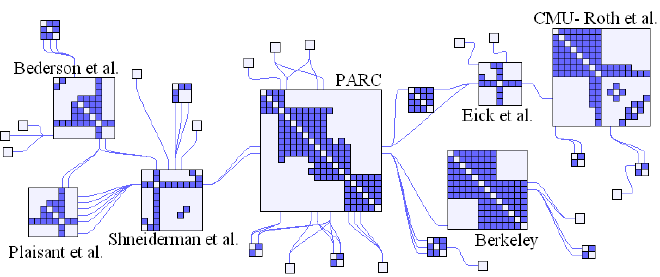 CMU- Roth et al.
Bederson et al.
PARC
Eick et al.
Plaisant et al.
Shneiderman et al.
Berkeley